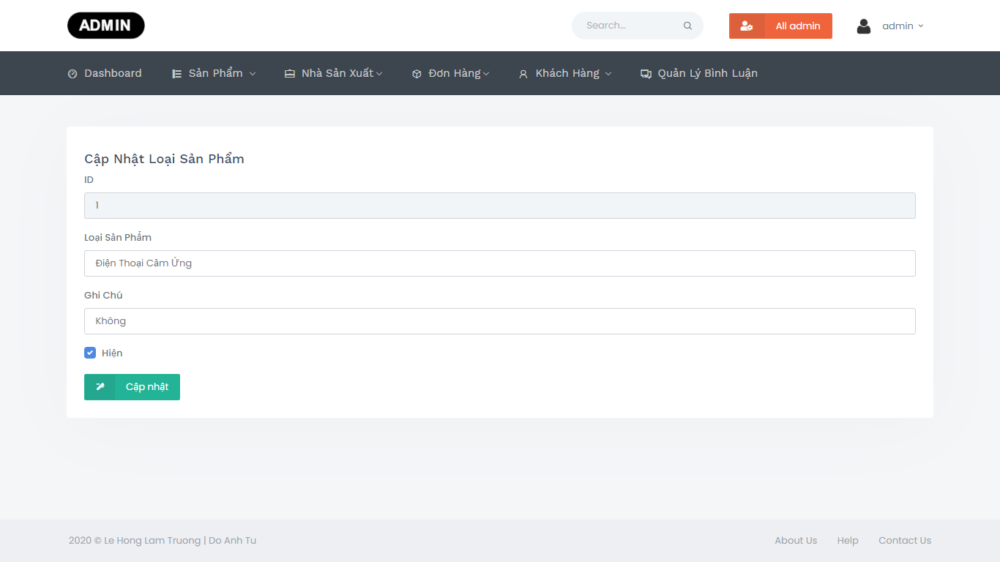 ADMIN
Search...
All admin
admin
Dashboard
Sản Phẩm
Nhà Sản Xuất
Đơn Hàng
Khách Hàng
Quản Lý Bình Luận
Cập Nhật Loại Sản Phẩm
ID
1
Loại Sản Phẩm
Điện Thoại Cảm Ứng
Ghi Chú
Không
Hiện
Cập nhật
2020 © Le Hong Lam Truong | Do Anh Tu
About Us
Help
Contact Us